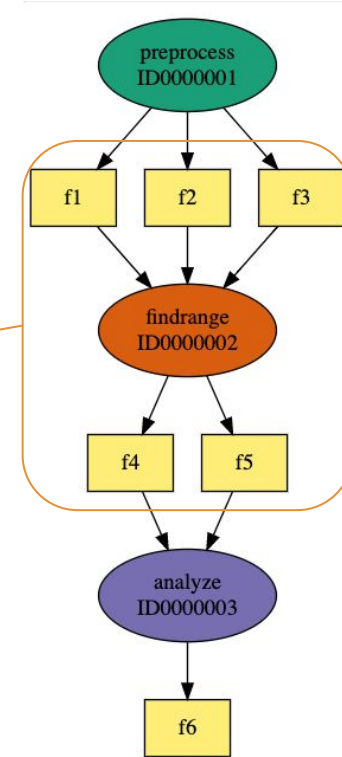 preprocess
ID0000001
f1
f2
f3
findrange
ID0000002
f4
f5
analyze
ID0000003
f6